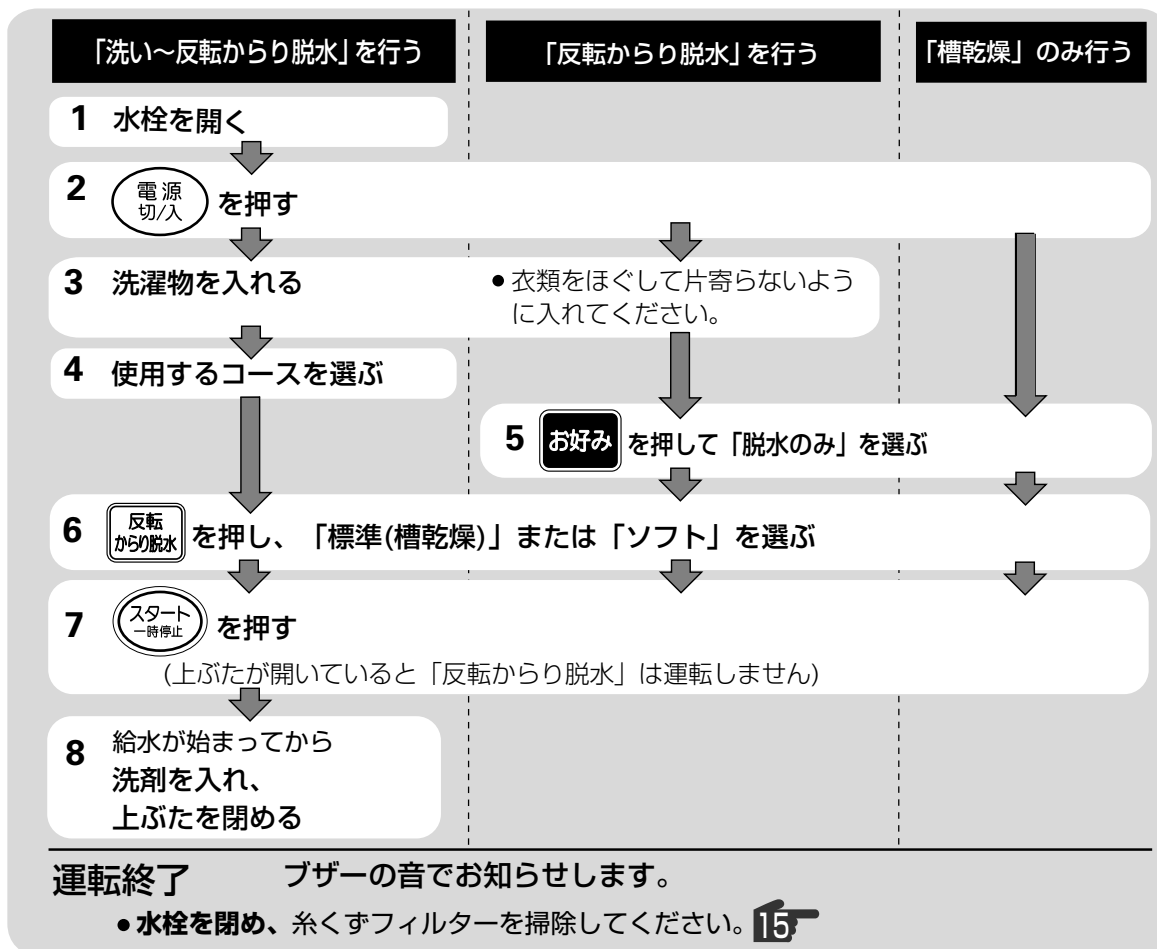 「洗い～反転からり脱水」を行う
「反転からり脱水」を行う
「槽乾燥」のみ行う
1 水栓を開く
2 電源 切/入 を押す
3 洗濯物を入れる
●衣類をほぐして片寄らないよう
に入れてください。
4 使用するコースを選ぶ
5 お好み を押して「脱水のみ」を選ぶ
6 反転からり脱水 を押し、「標準(槽乾燥)」または「ソフト」を選ぶ
7 スタート 一時停止 を押す
(上ぶたが開いていると「反転からり脱水」は運転しません)
8 給水が始まってから
洗剤を入れ、
上ぶたを閉める
運転終了 ブザーの音でお知らせします。
●水栓を閉め、糸くずフィルターを掃除してください。 15